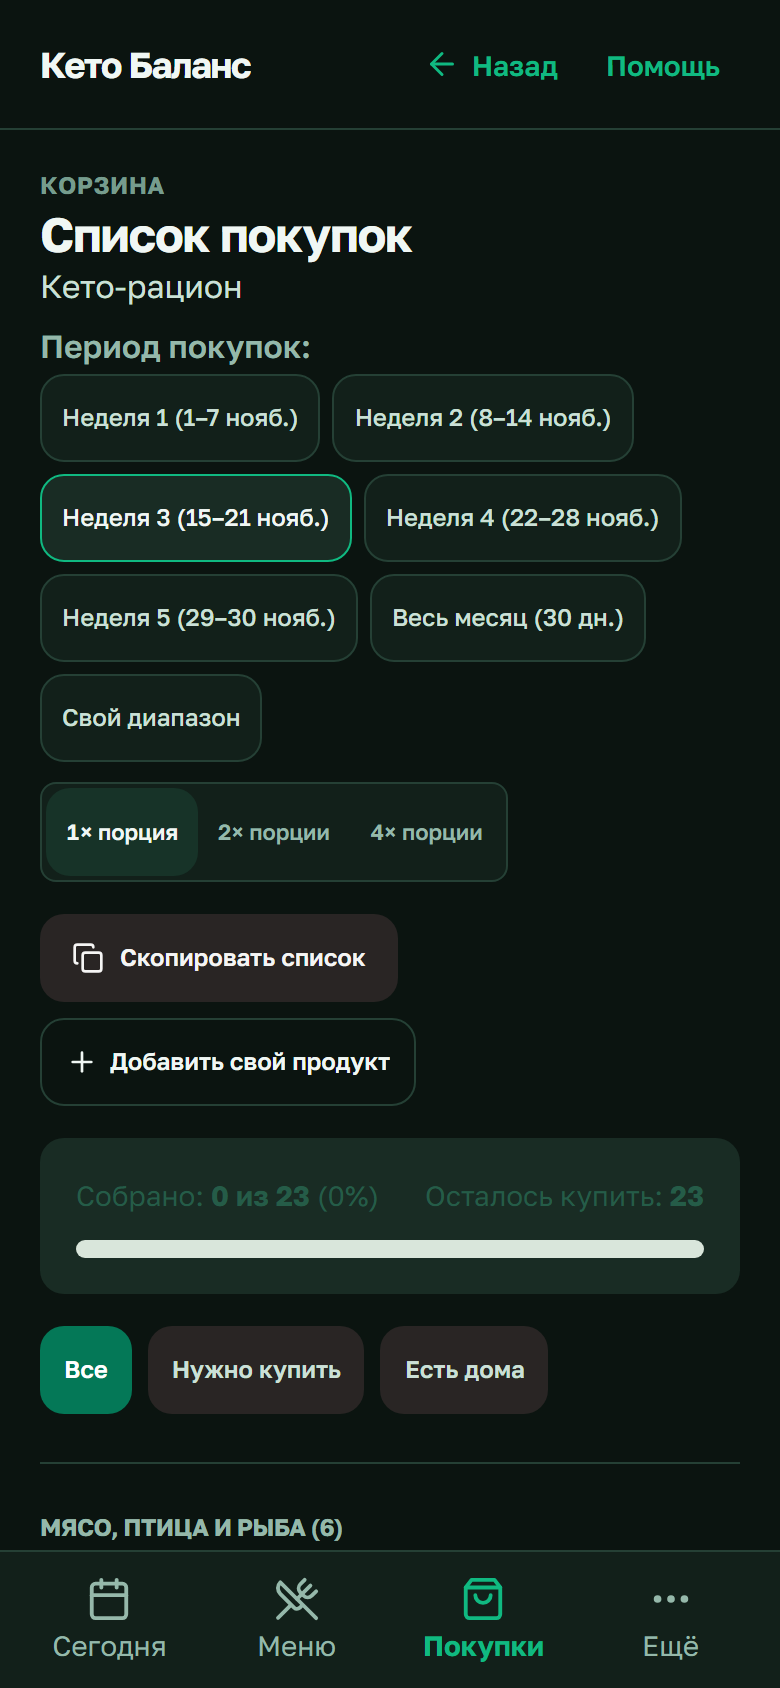 Кето Баланс
Назад
Помощь
КОРЗИНА
Список покупок
Кето-рацион
Период покупок:
Неделя 1 (1–7 нояб.)
Неделя 2 (8–14 нояб.)
Неделя 3 (15–21 нояб.)
Неделя 4 (22–28 нояб.)
Неделя 5 (29–30 нояб.)
Весь месяц (30 дн.)
Свой диапазон
1× порция
2× порции
4× порции
Скопировать список
Добавить свой продукт
Собрано: 0 из 23 (0%)
Осталось купить: 23
Все
Нужно купить
Есть дома
МЯСО, ПТИЦА И РЫБА (6)
Сегодня
Меню
Покупки
Ещё